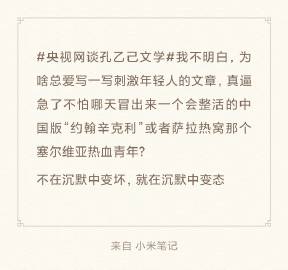 #央视网谈孔乙己文学#我不明白，为
啥总爱写一写刺激年轻人的文章，真逼
急了不怕哪天冒出来一个会整活的中
国版“约翰辛克利”或者萨拉热窝那个
塞尔维亚热血青年？
不在沉默中变坏，就在沉默中变态
来自 小米笔记